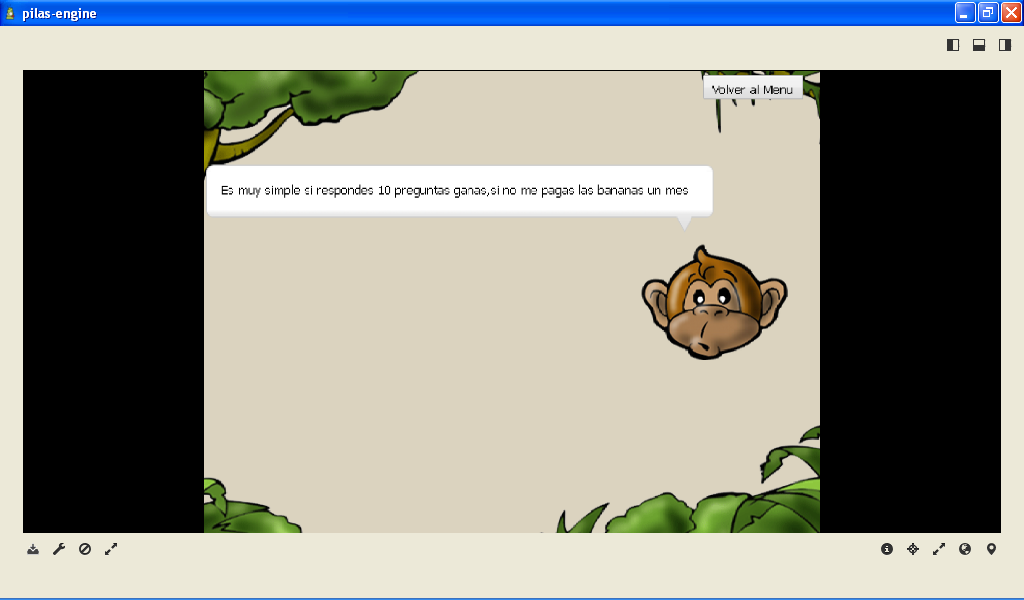 pilas-engine
Volver al Menu
Es muy simple si respondes 10 preguntas ganas,si no me pagas las bananas un mes